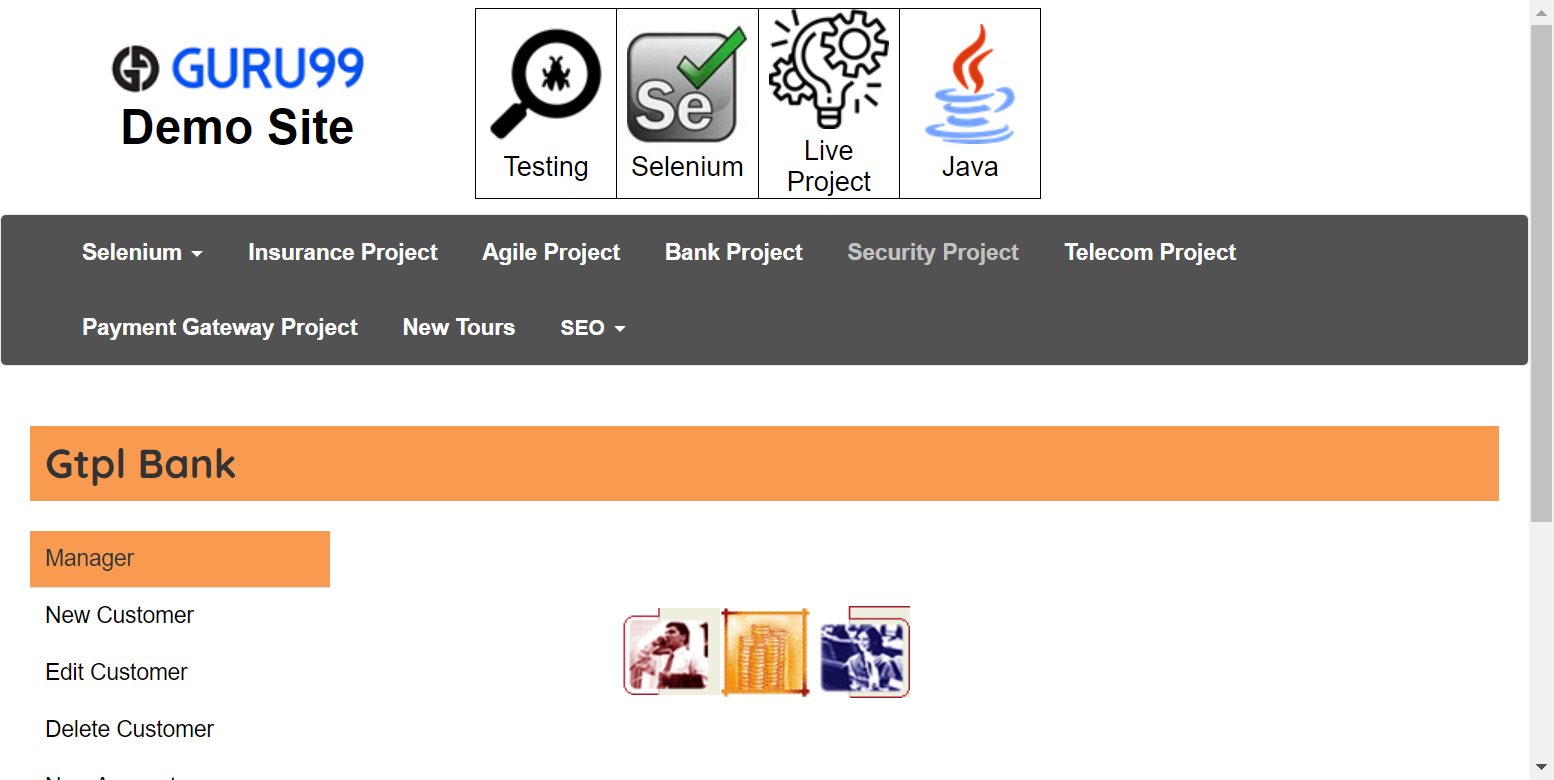 GURU99
Demo Site
Se
Testing
Selenium
Live
Project
Java
Selenium
Insurance Project
Agile Project
Bank Project
Security Project
Telecom Project
Payment Gateway Project
New Tours
SEO
Gtpl Bank
Manager
New Customer
Edit Customer
Delete Customer